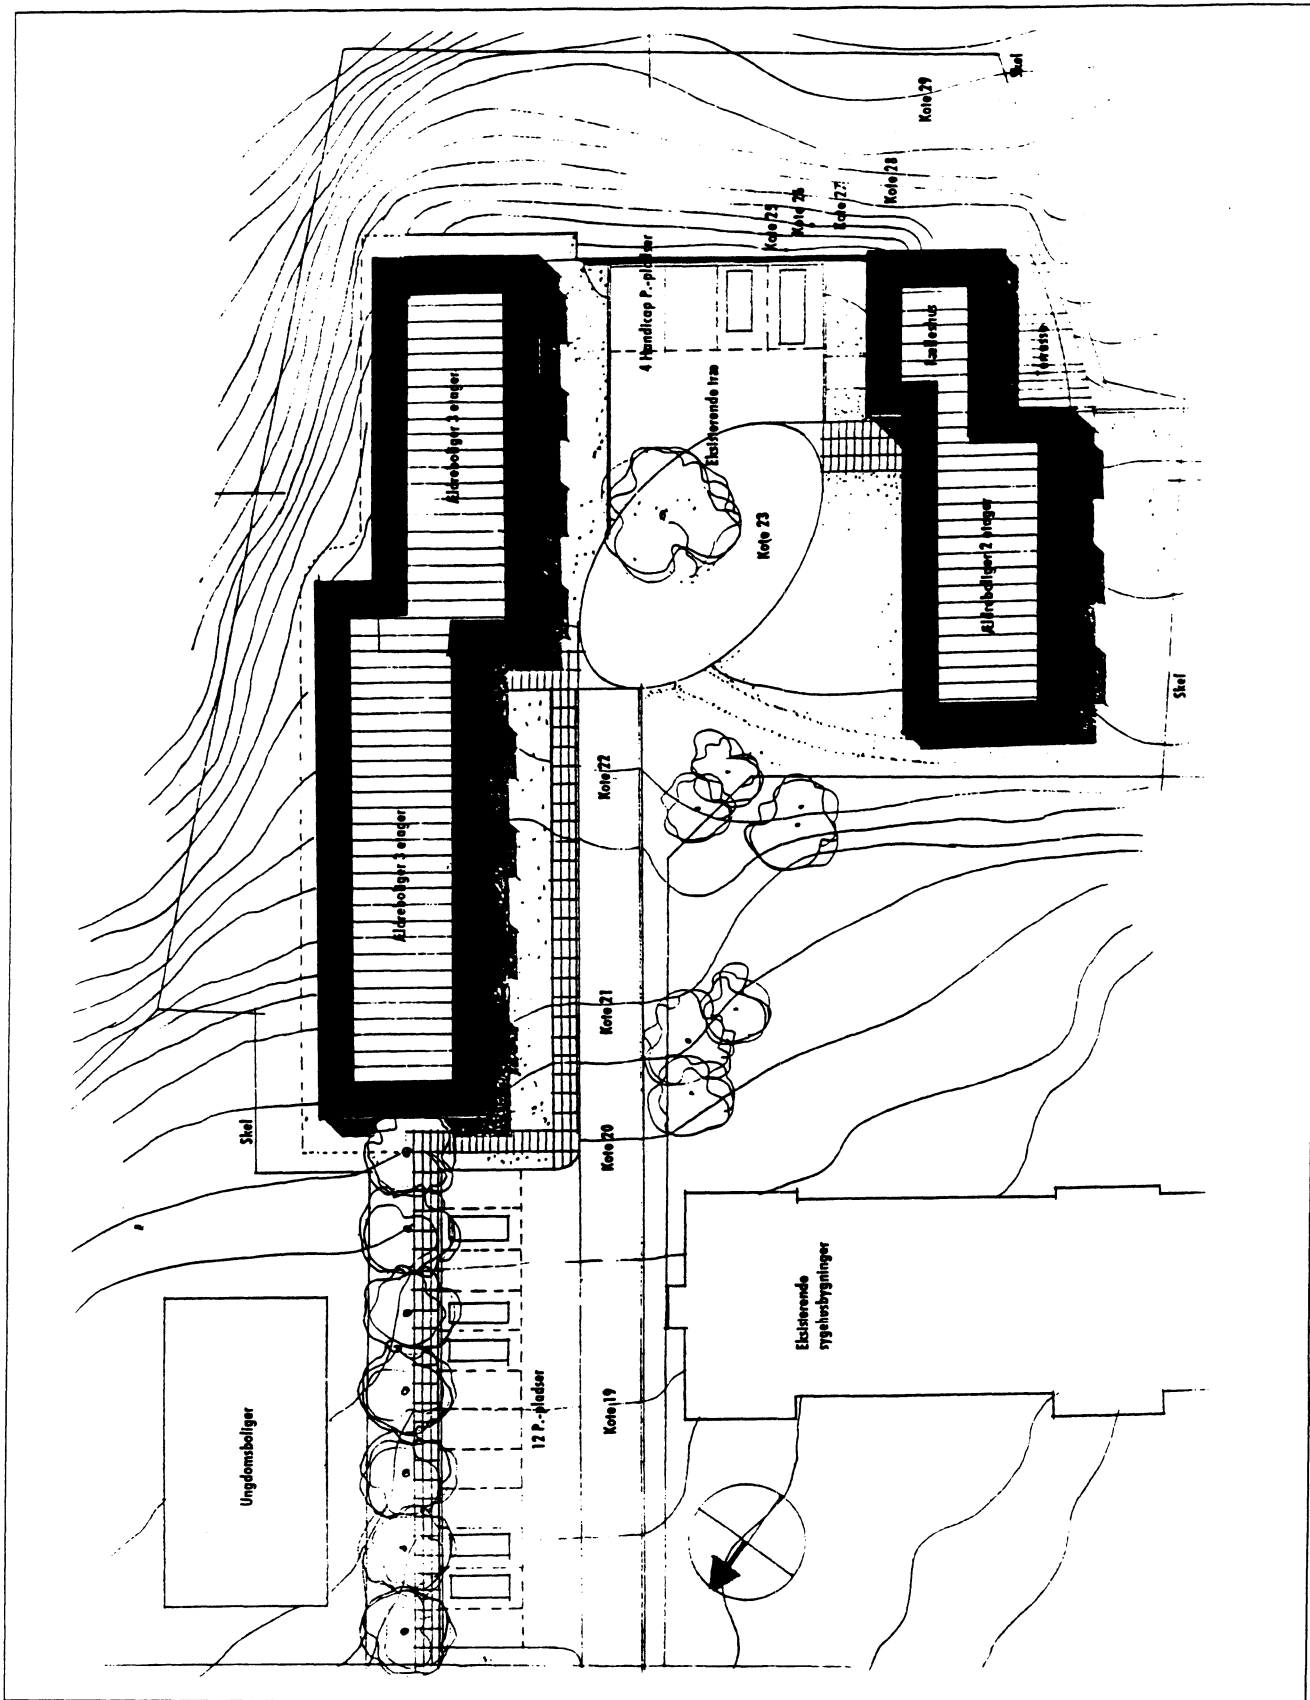 Skel
Kote 29
Kote 28
Kote 27
Kote 26
Kote 25
4 Handicap P.-pladser
Fælleshus
Terrasse
Ældreboliger 3 etager
Eksisterende træ
Kote 23
Ældreboliger 2 etager
Skel
Kote 22
Ældreboliger 3 etager
Kote 21
Skel
Kote 20
Eksisterende
sygehusbygninger
Ungdomsboliger
12 P.-pladser
Kote 19